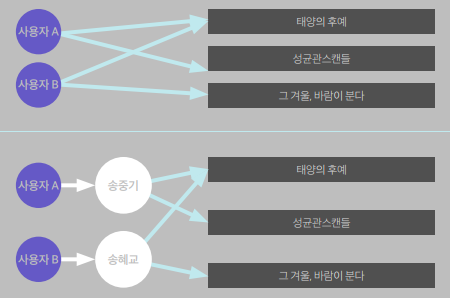 사용자 A
태양의 후예
성균관스캔들
사용자 B
그 겨울, 바람이 분다
태양의 후예
사용자 A
송중기
성균관스캔들
사용자 B
송혜교
그 겨울, 바람이 분다